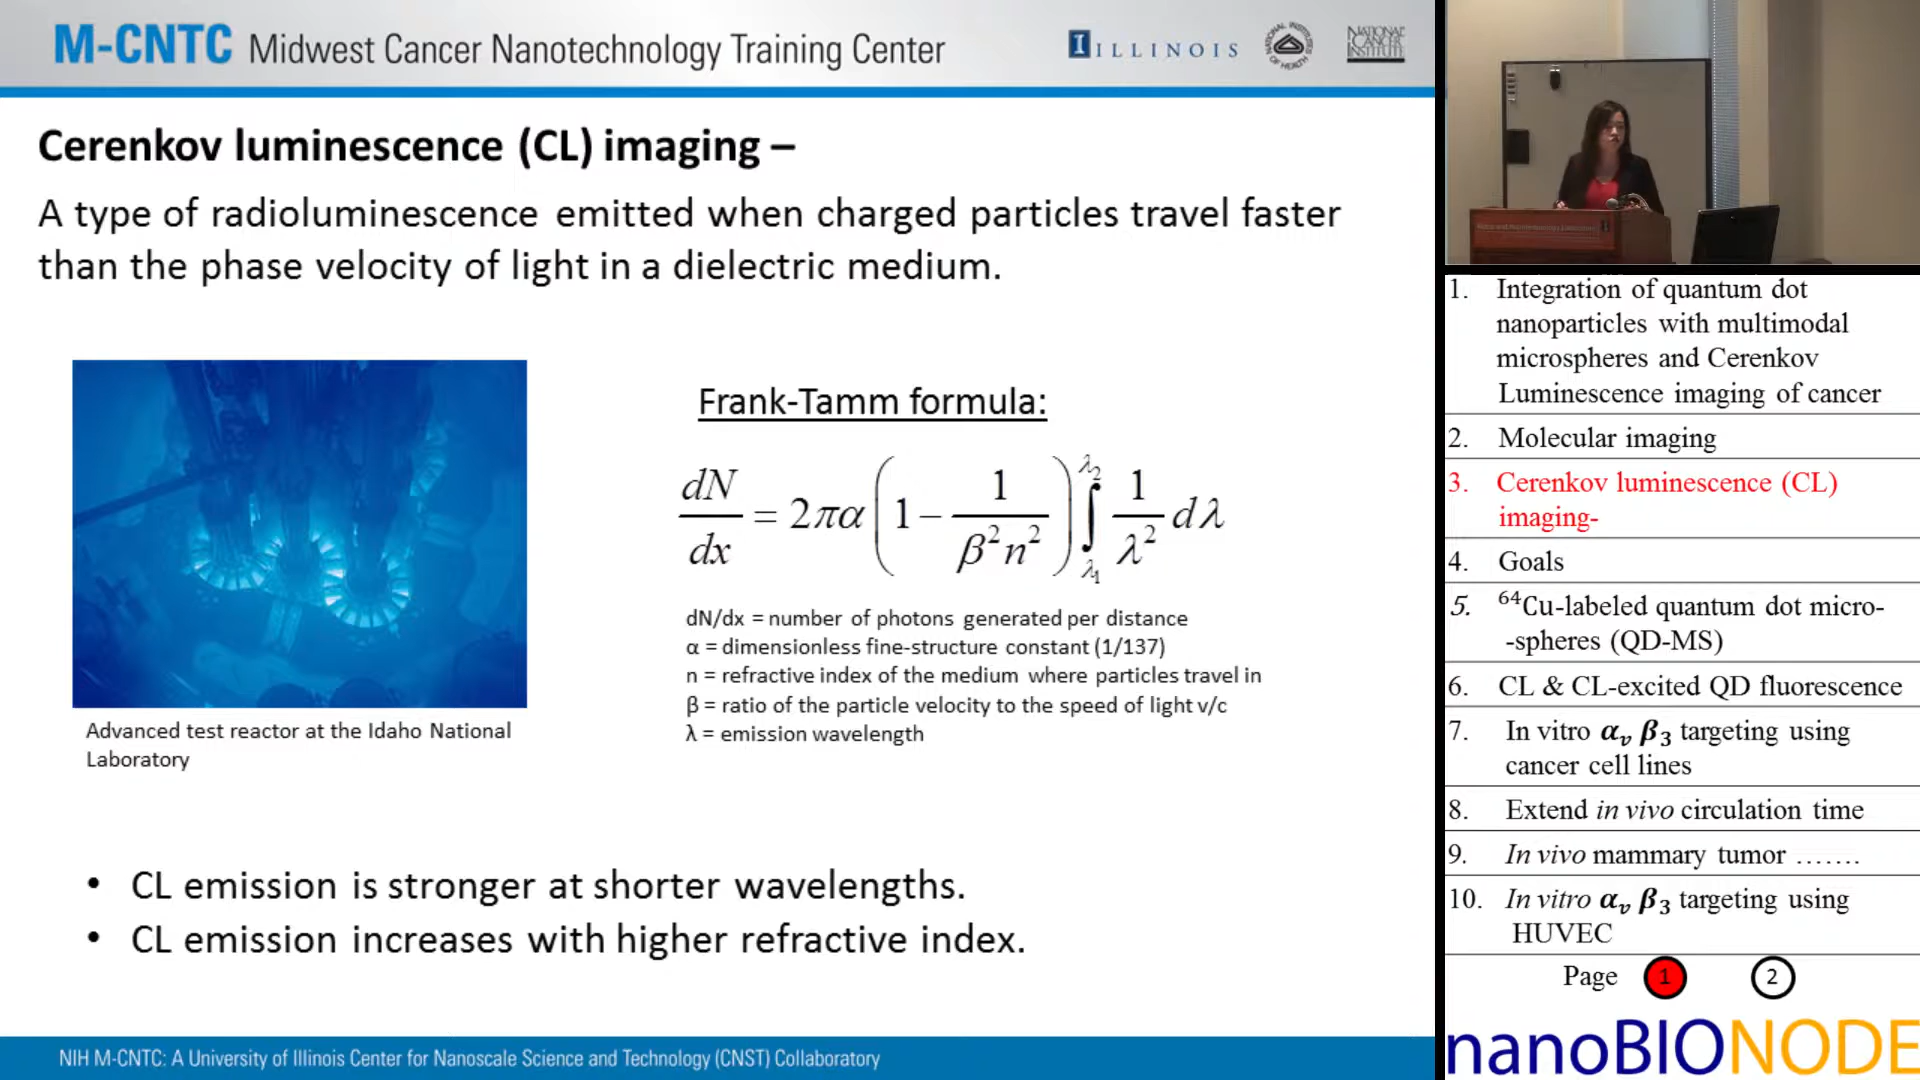 M-CNTC Midwest Cancer Nanotechnology Training Center
I ILLINOIS
NATIONAL CANCER INSTITUTE
Cerenkov luminescence (CL) imaging –
A type of radioluminescence emitted when charged particles travel faster
than the phase velocity of light in a dielectric medium.
Frank-Tamm formula:
dN/dx = 2πα(1 − 1/β²n²) ∫λ₁^λ₂ 1/λ² dλ
dN/dx = number of photons generated per distance
α = dimensionless fine-structure constant (1/137)
n = refractive index of the medium where particles travel in
β = ratio of the particle velocity to the speed of light v/c
λ = emission wavelength
Advanced test reactor at the Idaho National
Laboratory
• CL emission is stronger at shorter wavelengths.
• CL emission increases with higher refractive index.
NIH M-CNTC: A University of Illinois Center for Nanoscale Science and Technology (CNST) Collaboratory
1. Integration of quantum dot
nanoparticles with multimodal
microspheres and Cerenkov
Luminescence imaging of cancer
2. Molecular imaging
3. Cerenkov luminescence (CL)
imaging-
4. Goals
5. ⁶⁴Cu-labeled quantum dot micro-
-spheres (QD-MS)
6. CL & CL-excited QD fluorescence
7. In vitro αᵥ β₃ targeting using
cancer cell lines
8. Extend in vivo circulation time
9. In vivo mammary tumor …….
10. In vitro αᵥ β₃ targeting using
HUVEC
Page 1 2
nanoBIONODE